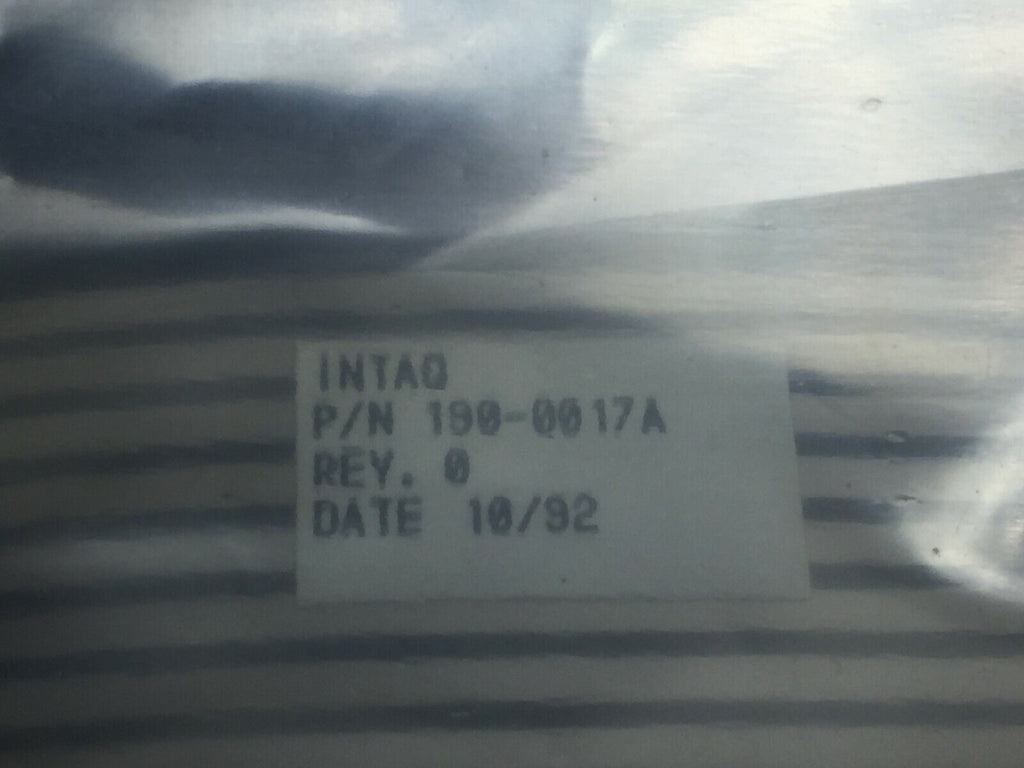 INTAQ
P/N 190-0017A
REV. 0
DATE 10/92